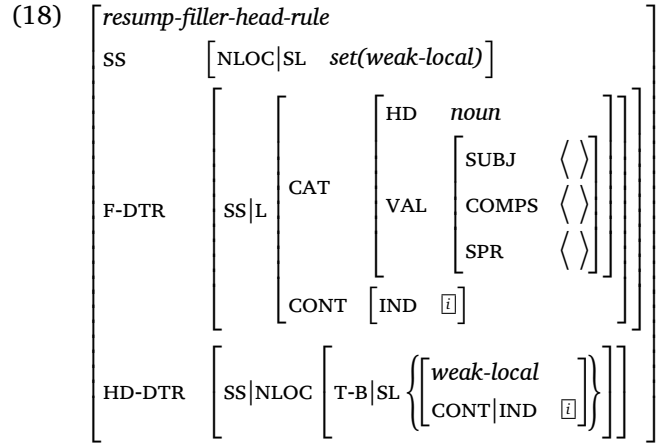 (18) resump-filler-head-rule
SS [NLOC|SL set(weak-local)]
HD noun
SUBJ ⟨ ⟩
CAT
VAL COMPS ⟨ ⟩
F-DTR SS|L
SPR ⟨ ⟩
CONT [IND i]
weak-local
HD-DTR [SS|NLOC [T-B|SL {[
CONT|IND i ]}]]